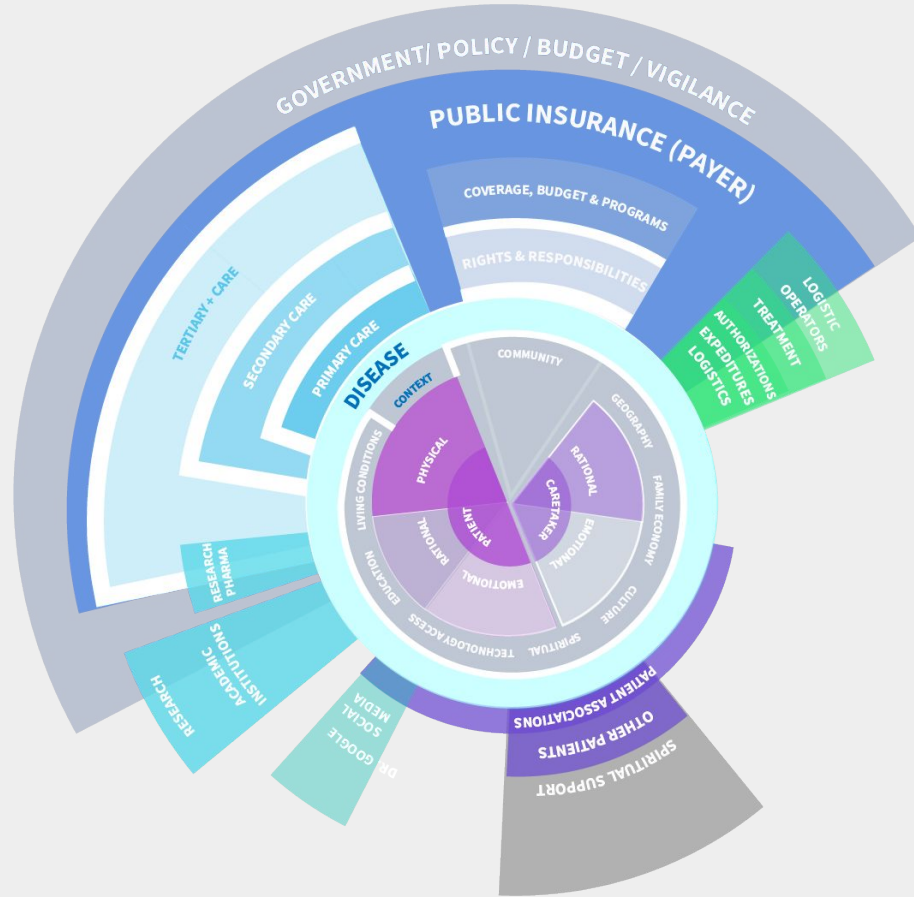 GOVERNMENT/ POLICY / BUDGET / VIGILANCE
PUBLIC INSURANCE (PAYER)
COVERAGE, BUDGET & PROGRAMS
RIGHTS & RESPONSIBILITIES
TERTIARY + CARE
SECONDARY CARE
PRIMARY CARE
LOGISTIC
OPERATORS
TREATMENT
AUTHORIZATIONS
EXPEDITURES
LOGISTICS
DISEASE
CONTEXT
COMMUNITY
GEOGRAPHY
FAMILY ECONOMY
CULTURE
SPIRITUAL
TECHNOLOGY ACCESS
EDUCATION
LIVING CONDITIONS
PHYSICAL
RATIONAL
EMOTIONAL
PATIENT
RATIONAL
EMOTIONAL
CARETAKER
RESEARCH
PHARMA
RESEARCH
ACADEMIC
INSTITUTIONS
SOCIAL
MEDIA
DR. GOOGLE
PATIENT ASSOCIATIONS
OTHER PATIENTS
SPIRITUAL SUPPORT